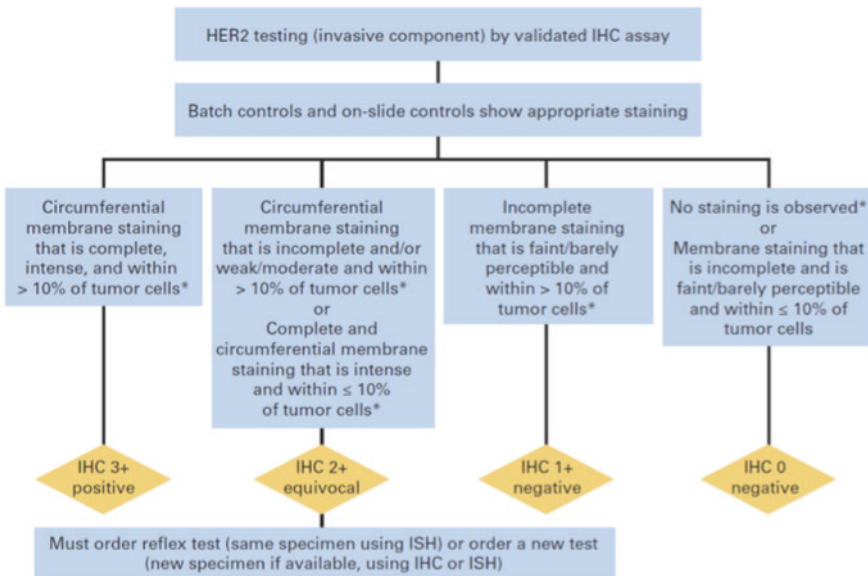 HER2 testing (invasive component) by validated IHC assay
Batch controls and on-slide controls show appropriate staining
Circumferential
membrane staining
that is complete,
intense, and within
> 10% of tumor cells*
Circumferential
membrane staining
that is incomplete and/or
weak/moderate and within
> 10% of tumor cells*
or
Complete and
circumferential membrane
staining that is intense
and within ≤ 10%
of tumor cells*
Incomplete
membrane staining
that is faint/barely
perceptible and
within > 10% of
tumor cells*
No staining is observed*
or
Membrane staining that
is incomplete and is
faint/barely perceptible
and within ≤ 10% of
tumor cells
IHC 3+
positive
IHC 2+
equivocal
IHC 1+
negative
IHC 0
negative
Must order reflex test (same specimen using ISH) or order a new test
(new specimen if available, using IHC or ISH)